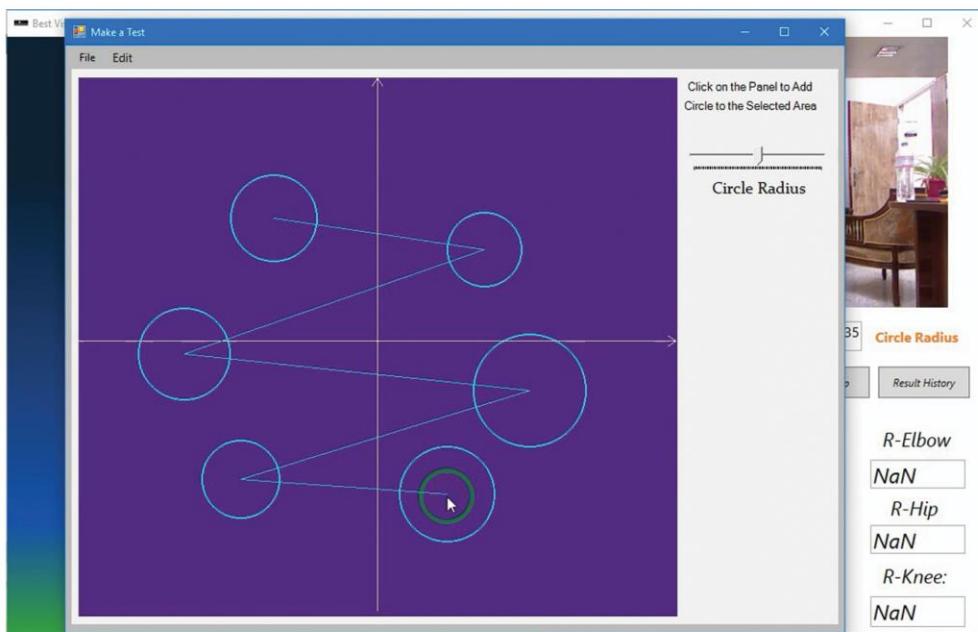 Best Vi
Make a Test
File Edit
Click on the Panel to Add
Circle to the Selected Area
Circle Radius
35 Circle Radius
Result History
R-Elbow
NaN
R-Hip
NaN
R-Knee:
NaN